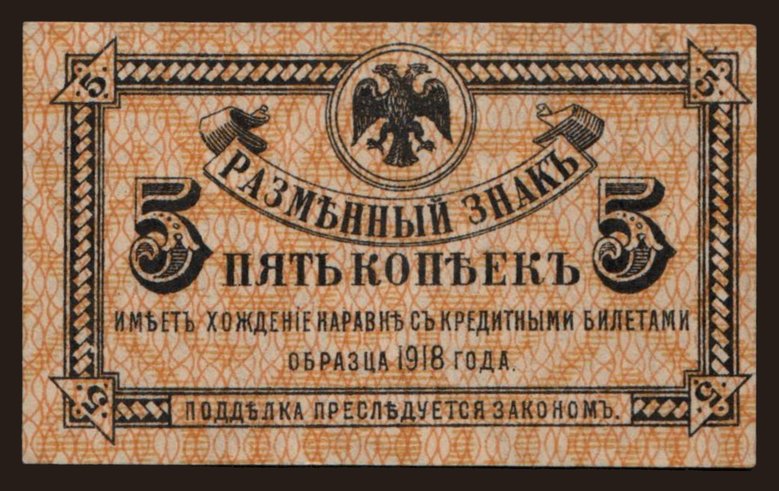 5 5
РАЗМѢННЫЙ ЗНАКЪ
5 ПЯТЬ КОПѢЕКЪ 5
ИМѢЕТЪ ХОЖДЕНІЕ НАРАВНѢ СЪ КРЕДИТНЫМИ БИЛЕТАМИ
ОБРАЗЦА 1918 ГОДА.
5 ПОДДѢЛКА ПРЕСЛѢДУЕТСЯ ЗАКОНОМЪ. 5